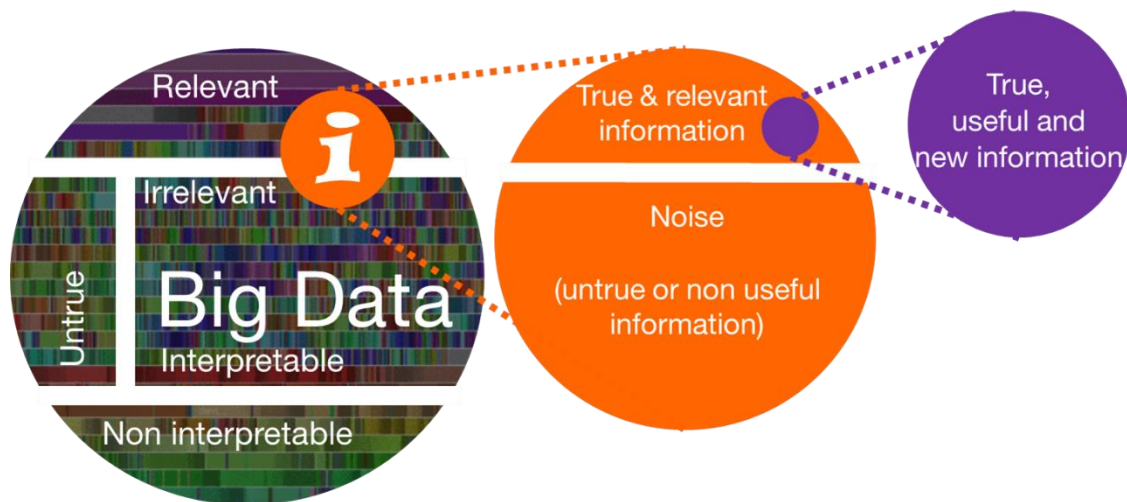 Relevant
i
Irrelevant
Untrue
Big Data
Interpretable
Non interpretable
True & relevant
information
Noise
(untrue or non useful
information)
True,
useful and
new information